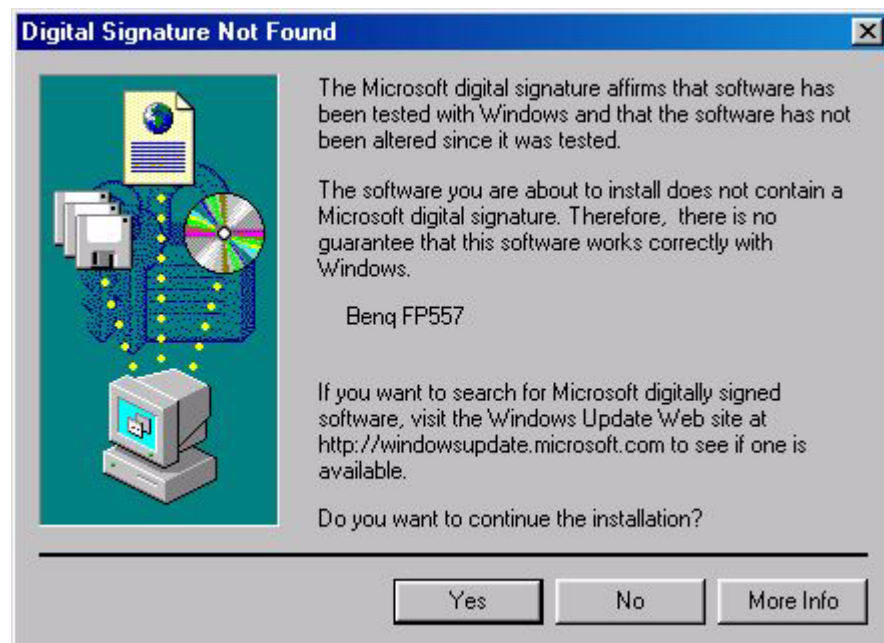 Digital Signature Not Found
The Microsoft digital signature affirms that software has
been tested with Windows and that the software has not
been altered since it was tested.
The software you are about to install does not contain a
Microsoft digital signature. Therefore,  there is no
guarantee that this software works correctly with
Windows.
Benq FP557
If you want to search for Microsoft digitally signed
software, visit the Windows Update Web site at
http://windowsupdate.microsoft.com to see if one is
available.
Do you want to continue the installation?
Yes No More Info